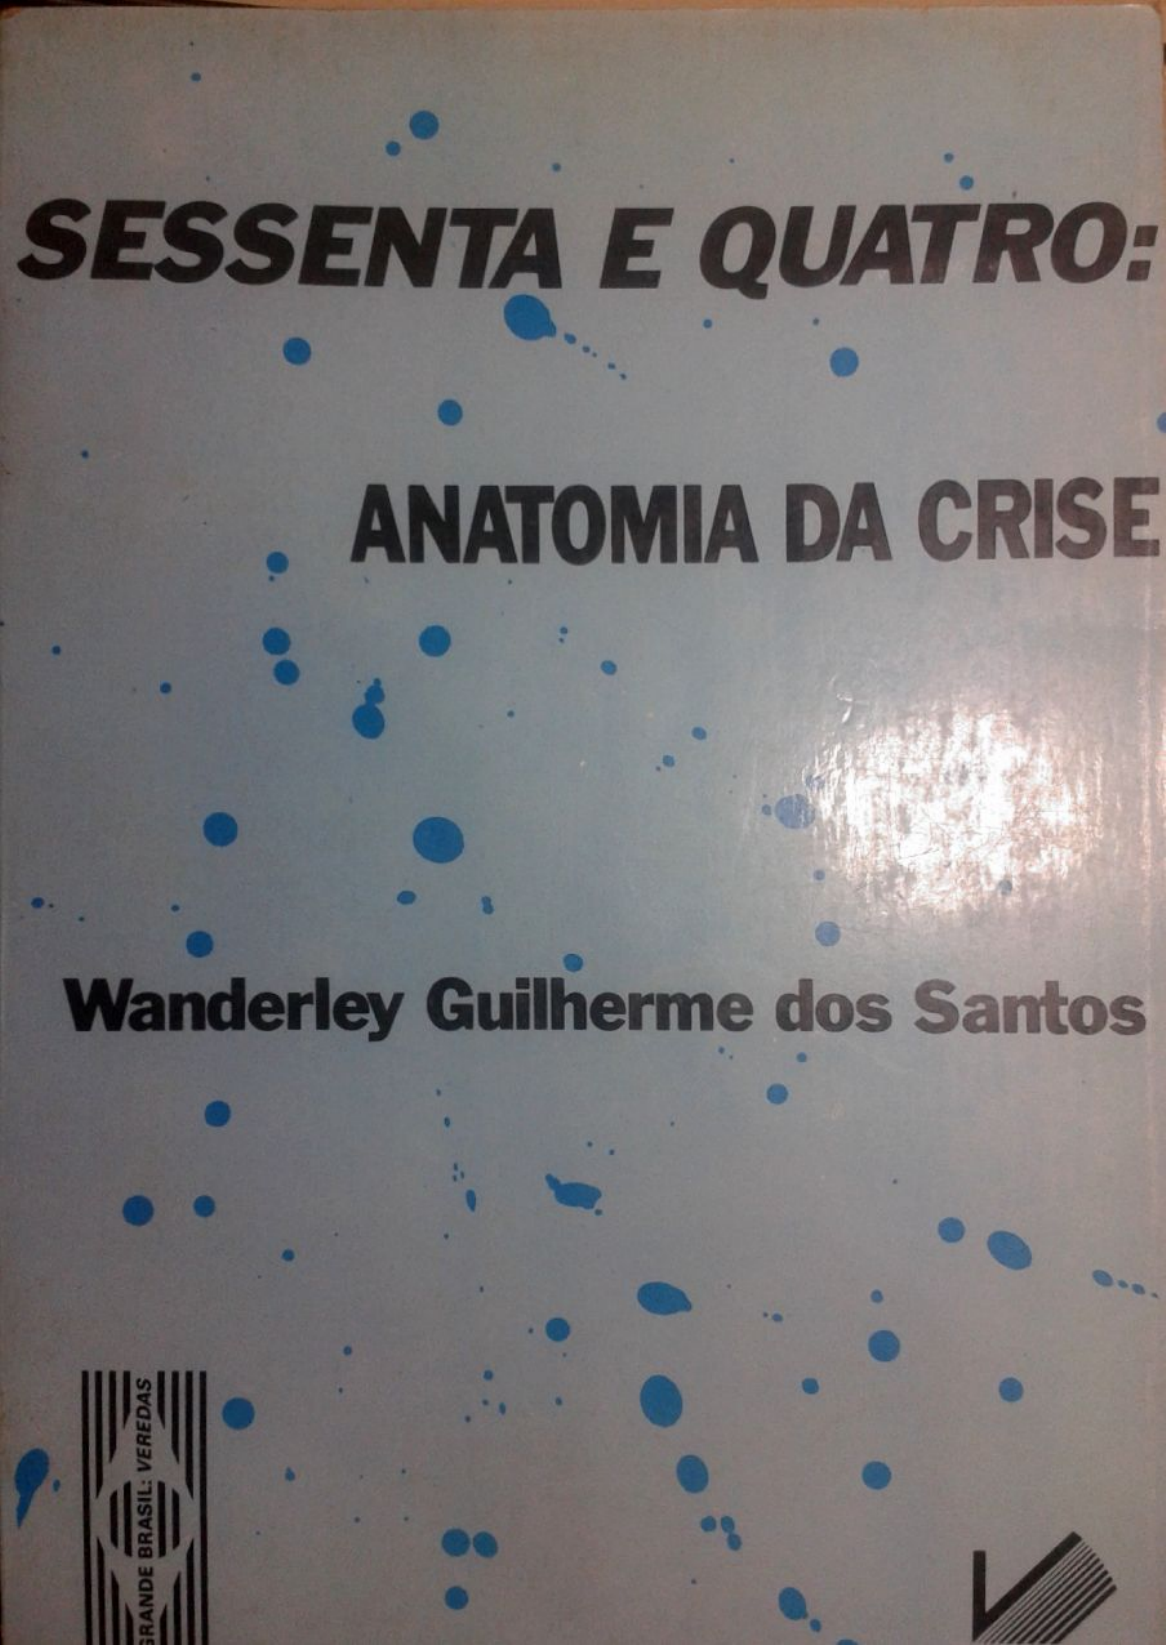 SESSENTA E QUATRO:
ANATOMIA DA CRISE
Wanderley Guilherme dos Santos
GRANDE BRASIL: VEREDAS